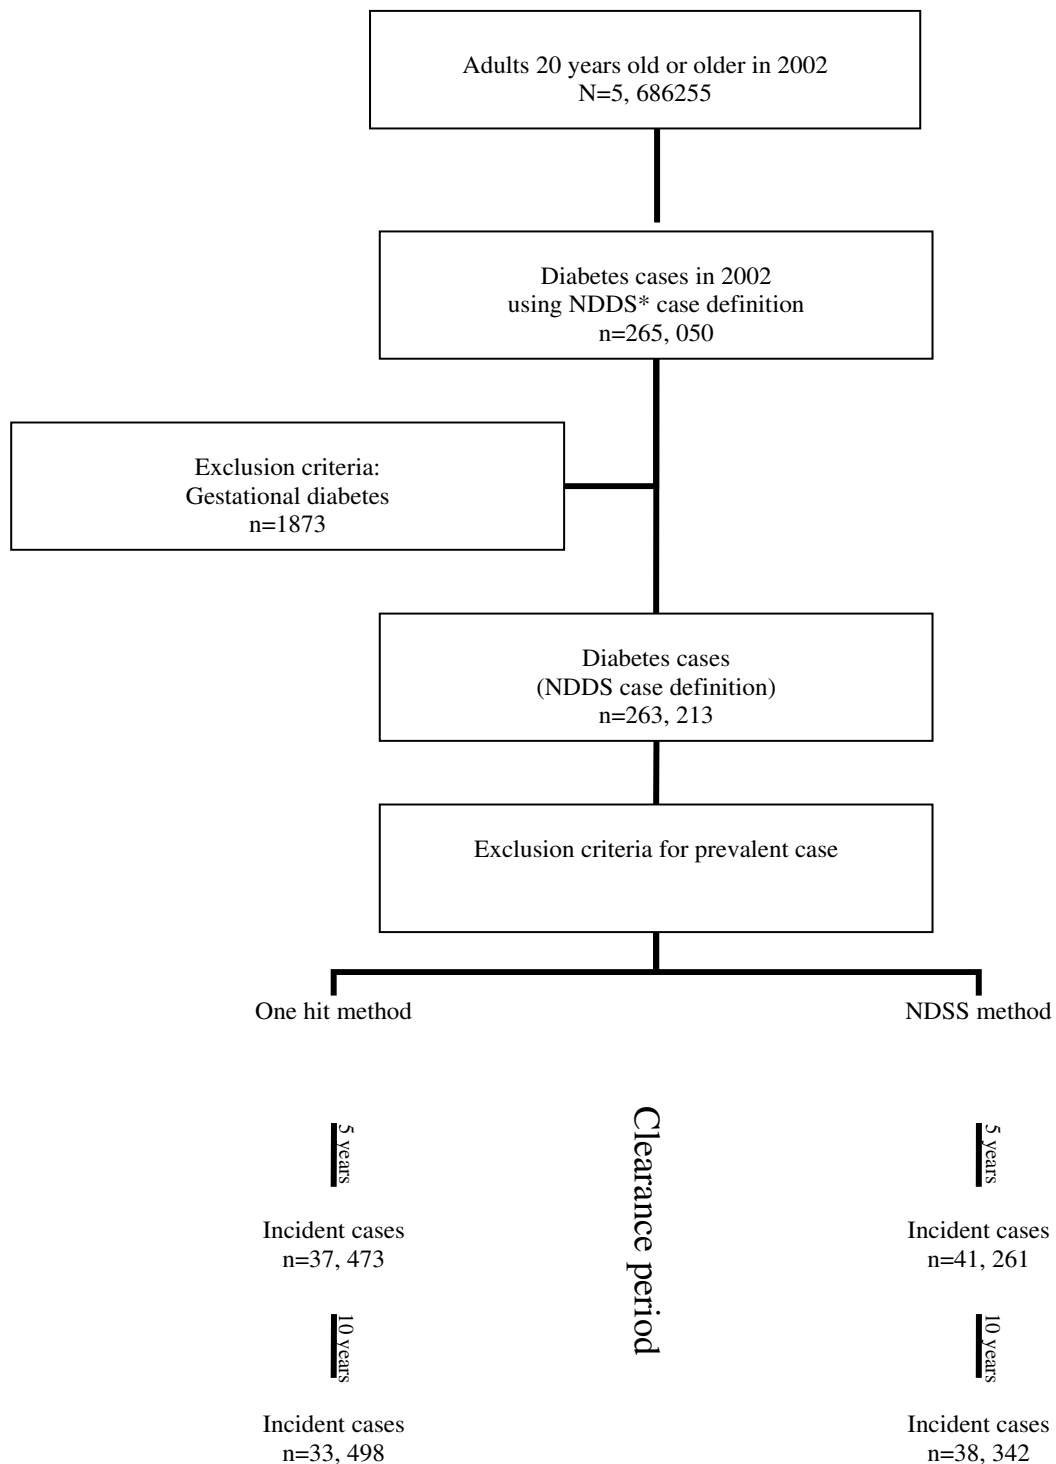 Adults 20 years old or older in 2002
N=5, 686255
Diabetes cases in 2002
using NDDS* case definition
n=265, 050
Exclusion criteria:
Gestational diabetes
n=1873
Diabetes cases
(NDDS case definition)
n=263, 213
Exclusion criteria for prevalent case
One hit method
NDSS method
Clearance period
5 years
5 years
Incident cases
n=37, 473
Incident cases
n=41, 261
10 years
10 years
Incident cases
n=33, 498
Incident cases
n=38, 342